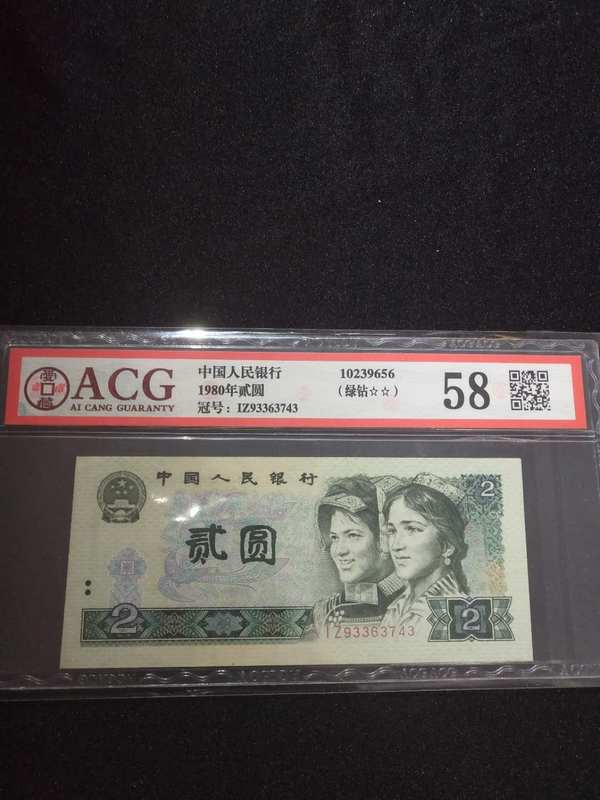 ACG
AI CANG GUARANTY
中国人民银行
1980年贰圆
冠号：IZ93363743
10239656
（绿钻☆☆）
58
中国人民银行
贰圆
2
2
2
IZ93363743